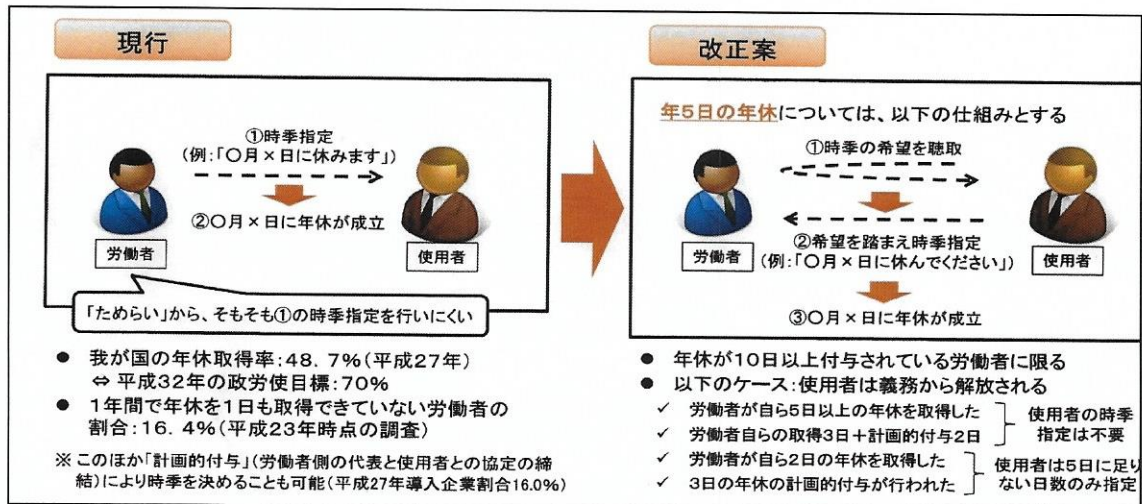 現行
①時季指定
(例:「〇月×日に休みます」)
②〇月×日に年休が成立
労働者
使用者
「ためらい」から、そもそも①の時季指定を行いにくい
● 我が国の年休取得率:48.7%(平成27年)
⇔ 平成32年の政労使目標:70%
● 1年間で年休を1日も取得できていない労働者の
割合:16.4%(平成23年時点の調査)
※ このほか「計画的付与」(労働者側の代表と使用者との協定の締
結)により時季を決めることも可能(平成27年導入企業割合16.0%)
改正案
年5日の年休については、以下の仕組みとする
①時季の希望を聴取
労働者
②希望を踏まえ時季指定
(例:「〇月×日に休んでください」)
使用者
③〇月×日に年休が成立
● 年休が10日以上付与されている労働者に限る
● 以下のケース:使用者は義務から解放される
✓ 労働者が自ら5日以上の年休を取得した
✓ 労働者自らの取得3日+計画的付与2日
使用者の時季
指定は不要
✓ 労働者が自ら2日の年休を取得した
✓ 3日の年休の計画的付与が行われた
使用者は5日に足り
ない日数のみ指定